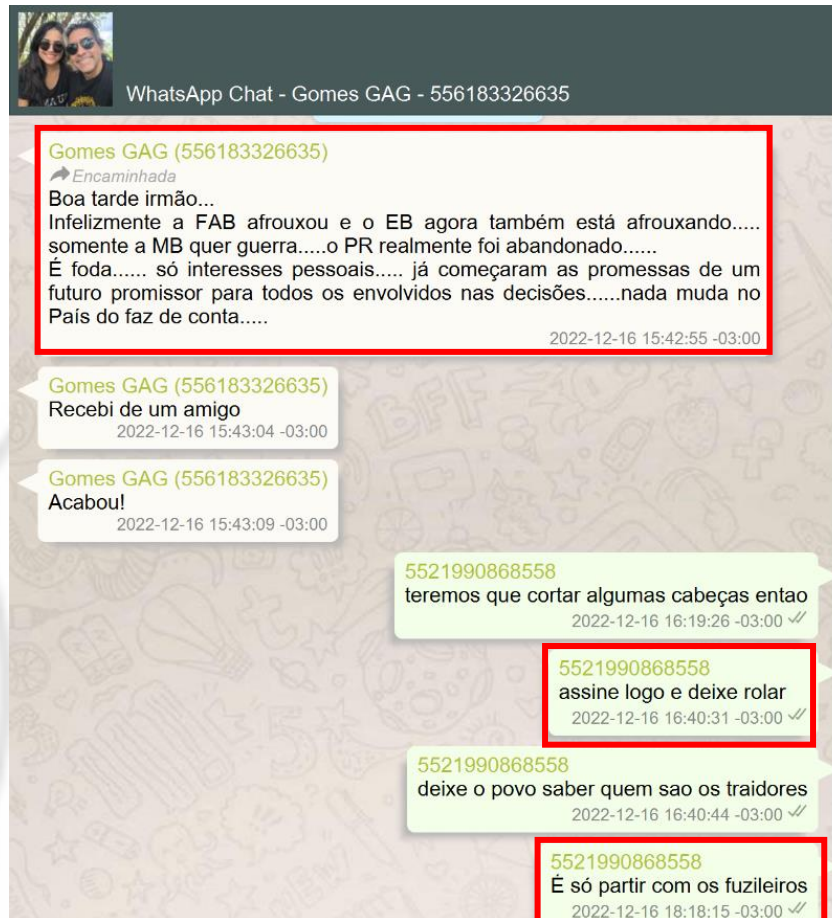 WhatsApp Chat - Gomes GAG - 556183326635
Gomes GAG (556183326635)
Encaminhada
Boa tarde irmão...
Infelizmente a FAB afrouxou e o EB agora também está afrouxando.....
somente a MB quer guerra.....o PR realmente foi abandonado......
É foda...... só interesses pessoais..... já começaram as promessas de um
futuro promissor para todos os envolvidos nas decisões......nada muda no
País do faz de conta.....
2022-12-16 15:42:55 -03:00
Gomes GAG (556183326635)
Recebi de um amigo
2022-12-16 15:43:04 -03:00
Gomes GAG (556183326635)
Acabou!
2022-12-16 15:43:09 -03:00
5521990868558
teremos que cortar algumas cabeças entao
2022-12-16 16:19:26 -03:00
5521990868558
assine logo e deixe rolar
2022-12-16 16:40:31 -03:00
5521990868558
deixe o povo saber quem sao os traidores
2022-12-16 16:40:44 -03:00
5521990868558
É só partir com os fuzileiros
2022-12-16 18:18:15 -03:00